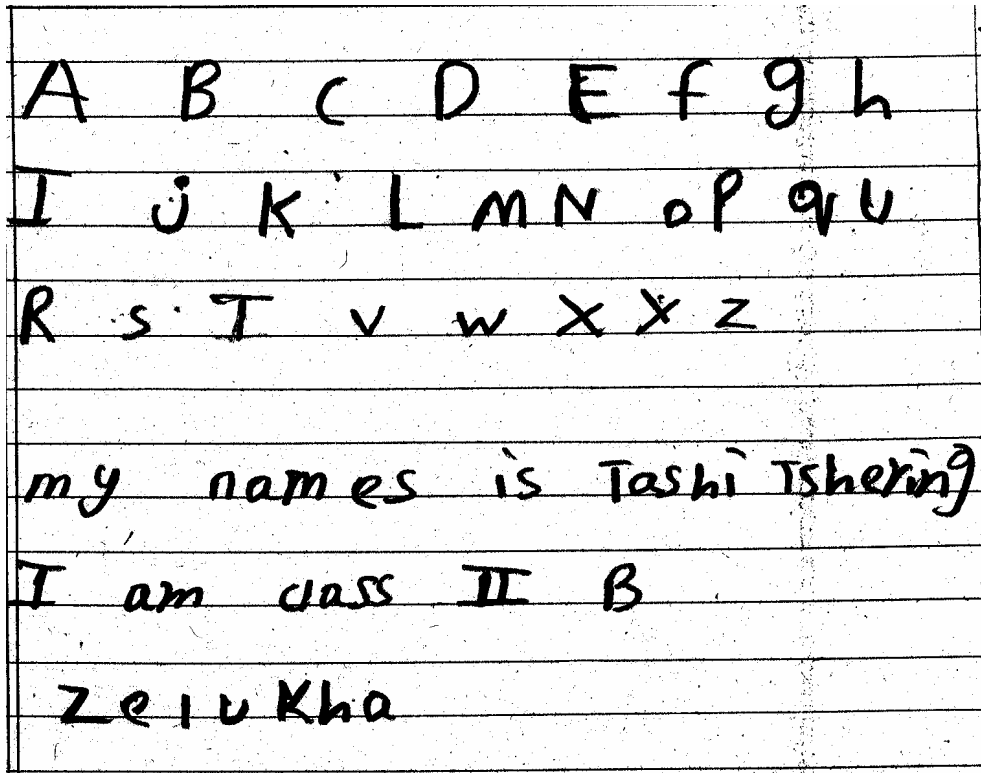 A B C D E f g h
I j K L m N o P q U
R s T v w X X Z
my names is Tashi Tshering
I am class II B
Zelukha